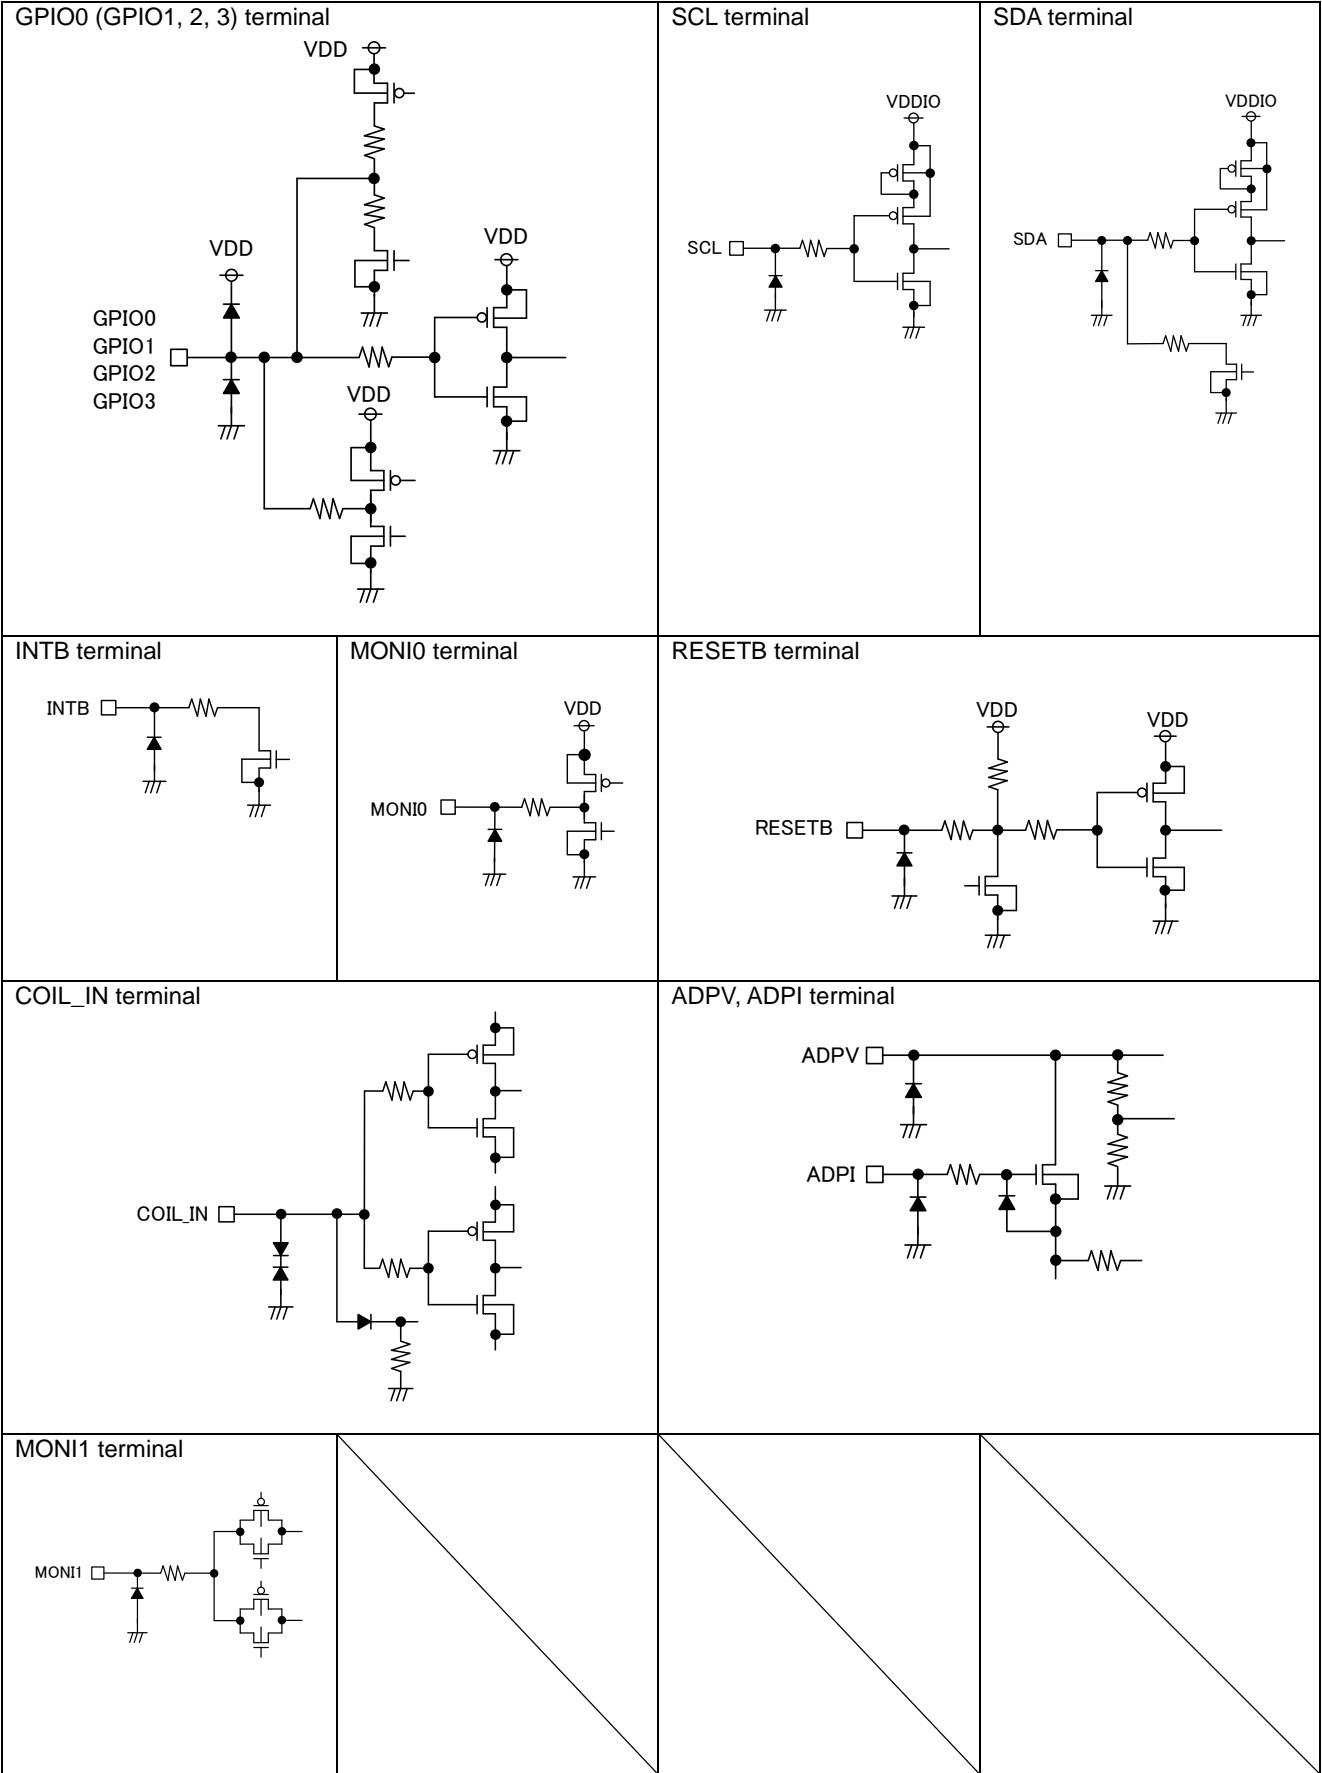 GPIO0 (GPIO1, 2, 3) terminal
VDD
VDD
VDD
GPIO0
GPIO1
GPIO2
GPIO3
VDD
SCL terminal
VDDIO
SCL
SDA terminal
VDDIO
SDA
INTB terminal
INTB
MONI0 terminal
VDD
MONI0
RESETB terminal
VDD
VDD
RESETB
COIL_IN terminal
COIL_IN
ADPV, ADPI terminal
ADPV
ADPI
MONI1 terminal
MONI1